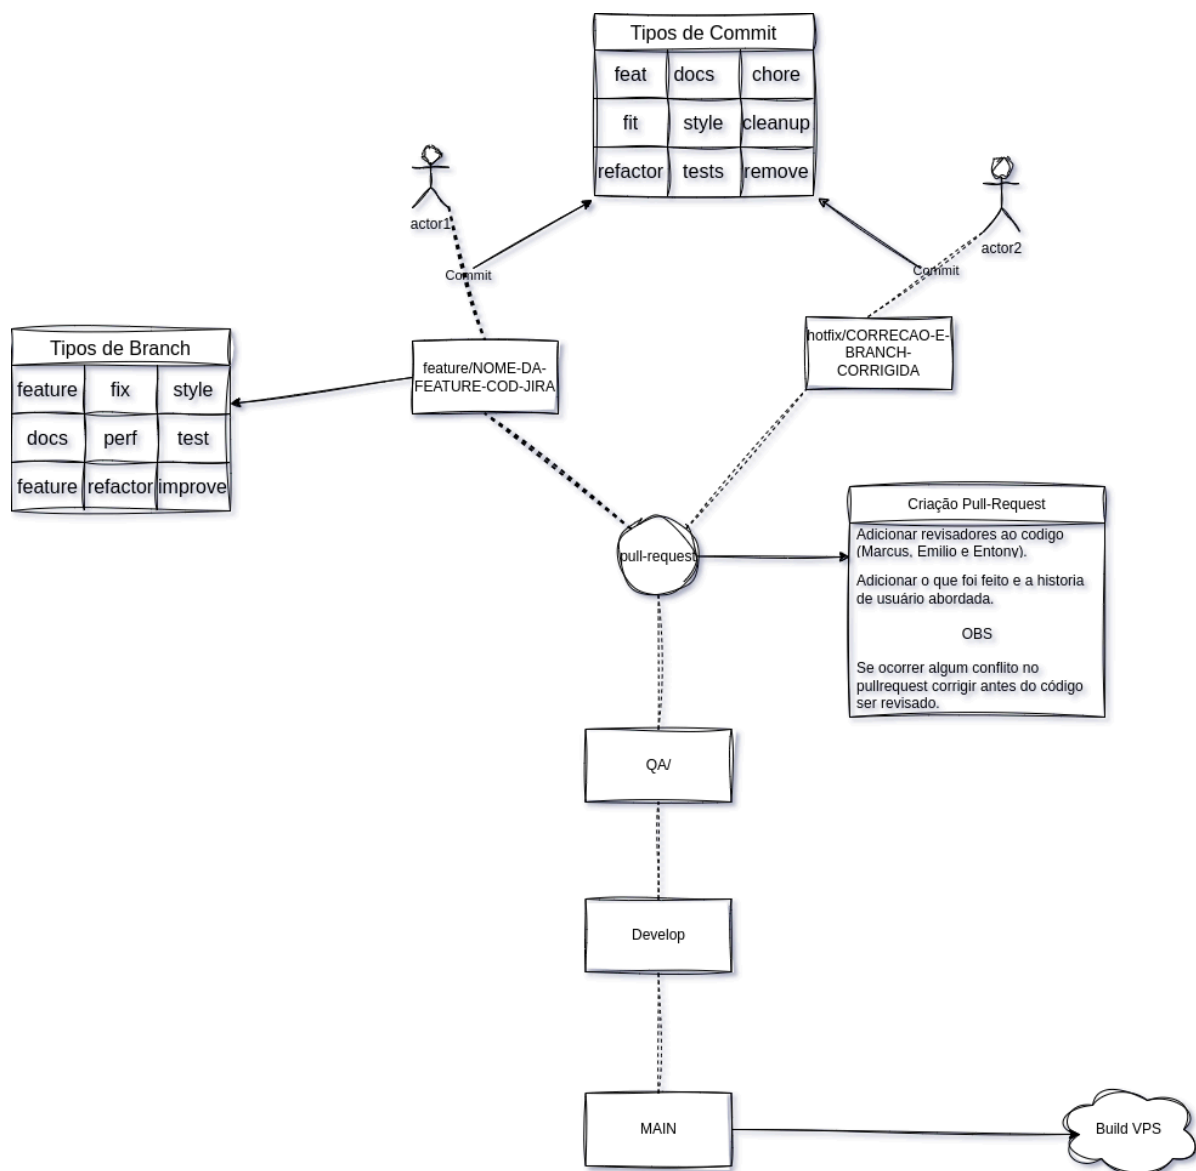 Tipos de Commit
feat docs chore
fit style cleanup
refactor tests remove
actor1
actor2
Commit
Commit
Tipos de Branch
feature fix style
docs perf test
feature refactor improve
feature/NOME-DA-
FEATURE-COD-JIRA
hotfix/CORRECAO-E-
BRANCH-
CORRIGIDA
pull-request
Criação Pull-Request
Adicionar revisadores ao codigo
(Marcus, Emilio e Entony).
Adicionar o que foi feito e a historia
de usuário abordada.
OBS
Se ocorrer algum conflito no
pullrequest corrigir antes do código
ser revisado.
QA/
Develop
MAIN
Build VPS